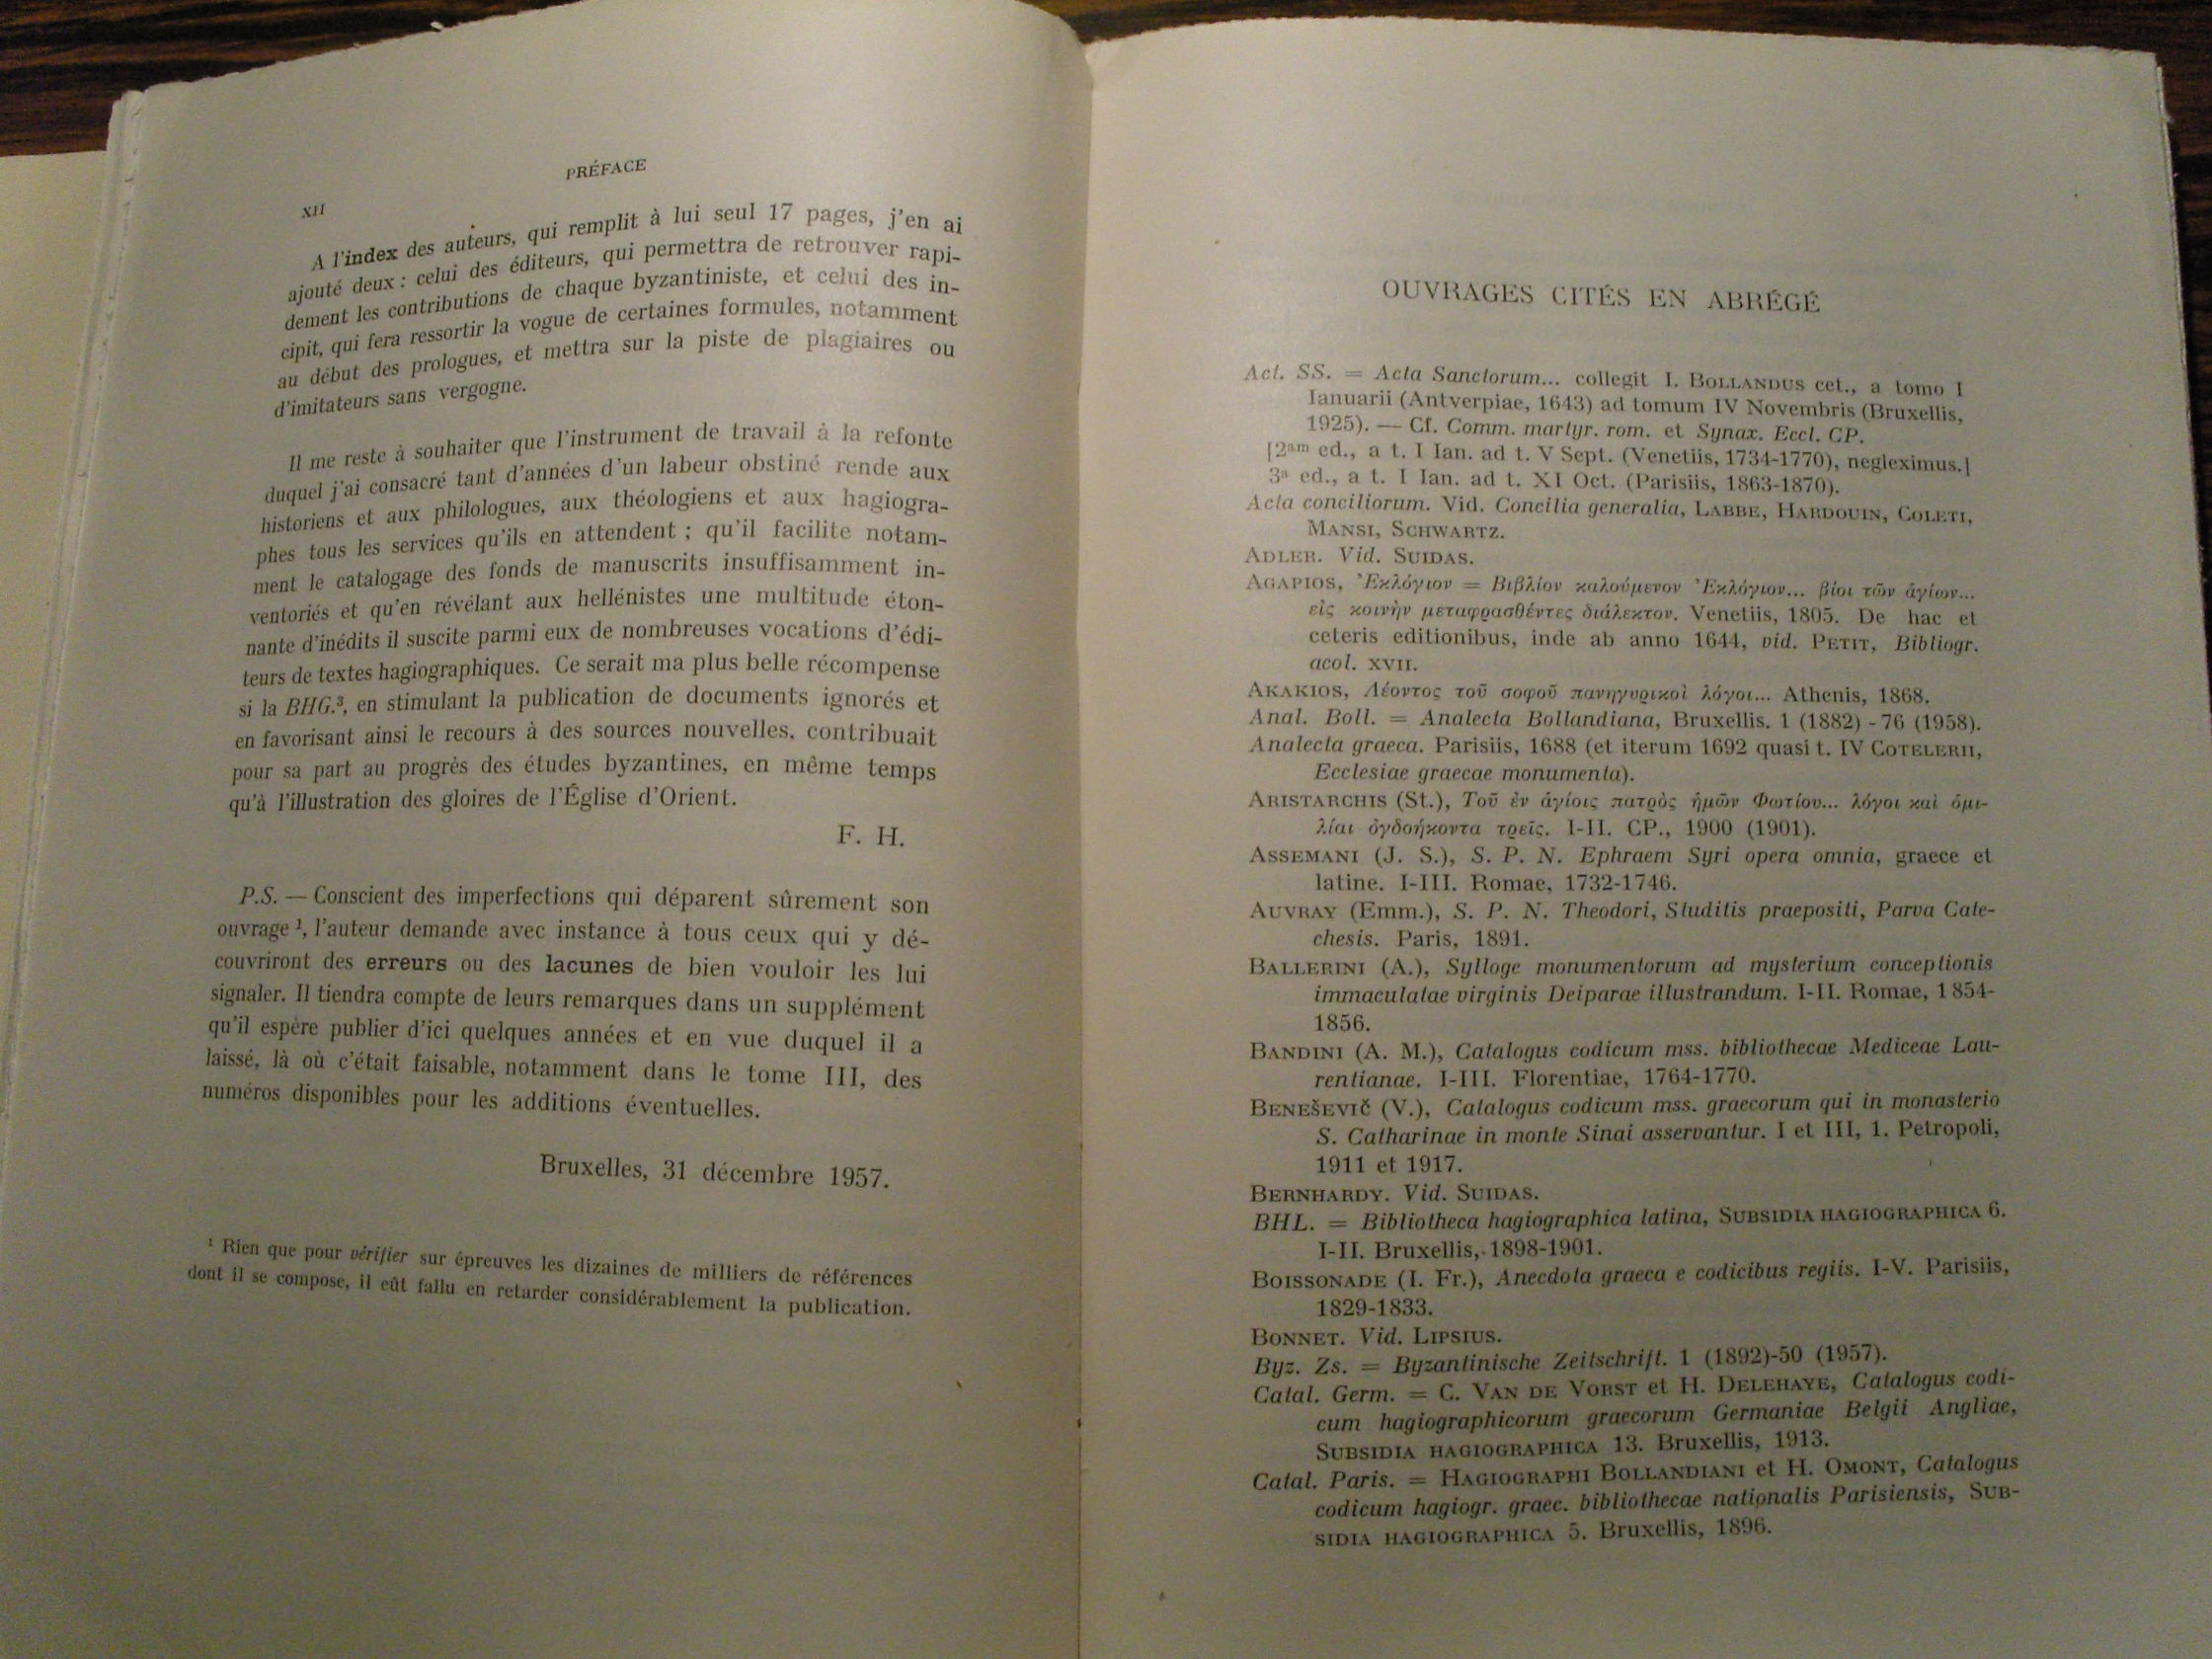 PRÉFACE
XII
A l'index des auteurs, qui remplit à lui seul 17 pages, j'en ai
ajouté deux : celui des éditeurs, qui permettra de retrouver rapi-
dement les contributions de chaque byzantiniste, et celui des in-
cipit, qui fera ressortir la vogue de certaines formules, notamment
au début des prologues, et mettra sur la piste de plagiaires ou
d'imitateurs sans vergogne.
Il me reste à souhaiter que l'instrument de travail à la refonte
duquel j'ai consacré tant d'années d'un labeur obstiné rende aux
historiens et aux philologues, aux théologiens et aux hagiogra-
phes tous les services qu'ils en attendent ; qu'il facilite notam-
ment le catalogage des fonds de manuscrits insuffisamment in-
ventoriés et qu'en révélant aux hellénistes une multitude éton-
nante d'inédits il suscite parmi eux de nombreuses vocations d'édi-
teurs de textes hagiographiques. Ce serait ma plus belle récompense
si la BHG.³, en stimulant la publication de documents ignorés et
en favorisant ainsi le recours à des sources nouvelles, contribuait
pour sa part au progrès des études byzantines, en même temps
qu'à l'illustration des gloires de l'Église d'Orient.
F. H.
P.S. — Conscient des imperfections qui déparent sûrement son
ouvrage ¹, l'auteur demande avec instance à tous ceux qui y dé-
couvriront des erreurs ou des lacunes de bien vouloir les lui
signaler. Il tiendra compte de leurs remarques dans un supplément
qu'il espère publier d'ici quelques années et en vue duquel il a
laissé, là où c'était faisable, notamment dans le tome III, des
numéros disponibles pour les additions éventuelles.
Bruxelles, 31 décembre 1957.
¹ Rien que pour vérifier sur épreuves les dizaines de milliers de références
dont il se compose, il eût fallu en retarder considérablement la publication.
OUVRAGES CITÉS EN ABRÉGÉ
Act. SS. = Acta Sanctorum... collegit I. BOLLANDUS cet., a tomo I
Ianuarii (Antverpiae, 1643) ad tomum IV Novembris (Bruxellis,
1925). — Cf. Comm. martyr. rom. et Synax. Eccl. CP.
[2ᵃᵐ ed., a t. I Ian. ad t. V Sept. (Venetiis, 1734-1770), negleximus.]
3ᵃ ed., a t. I Ian. ad t. XI Oct. (Parisiis, 1863-1870).
Acta conciliorum. Vid. Concilia generalia, LABBE, HARDOUIN, COLETI,
MANSI, SCHWARTZ.
ADLER. Vid. SUIDAS.
AGAPIOS, Ἐκλόγιον = Βιβλίον καλούμενον Ἐκλόγιον... βίοι τῶν ἁγίων...
εἰς κοινὴν μεταφρασθέντες διάλεκτον. Venetiis, 1805. De hac et
ceteris editionibus, inde ab anno 1644, vid. PETIT, Bibliogr.
acol. XVII.
AKAKIOS, Λέοντος τοῦ σοφοῦ πανηγυρικοὶ λόγοι... Athenis, 1868.
Anal. Boll. = Analecta Bollandiana, Bruxellis. 1 (1882) - 76 (1958).
Analecta graeca. Parisiis, 1688 (et iterum 1692 quasi t. IV COTELERII,
Ecclesiae graecae monumenta).
ARISTARCHIS (St.), Τοῦ ἐν ἁγίοις πατρὸς ἡμῶν Φωτίου... λόγοι καὶ ὁμι-
λίαι ὀγδοήκοντα τρεῖς. I-II. CP., 1900 (1901).
ASSEMANI (J. S.), S. P. N. Ephraem Syri opera omnia, graece et
latine. I-III. Romae, 1732-1746.
AUVRAY (Emm.), S. P. N. Theodori, Studitis praepositi, Parva Cate-
chesis. Paris, 1891.
BALLERINI (A.), Sylloge monumentorum ad mysterium conceptionis
immaculatae virginis Deiparae illustrandum. I-II. Romae, 1854-
1856.
BANDINI (A. M.), Catalogus codicum mss. bibliothecae Mediceae Lau-
rentianae. I-III. Florentiae, 1764-1770.
BENEŠEVIČ (V.), Catalogus codicum mss. graecorum qui in monasterio
S. Catharinae in monte Sinai asservantur. I et III, 1. Petropoli,
1911 et 1917.
BERNHARDY. Vid. SUIDAS.
BHL. = Bibliotheca hagiographica latina, SUBSIDIA HAGIOGRAPHICA 6.
I-II. Bruxellis, 1898-1901.
BOISSONADE (I. Fr.), Anecdota graeca e codicibus regiis. I-V. Parisiis,
1829-1833.
BONNET. Vid. LIPSIUS.
Byz. Zs. = Byzantinische Zeitschrift. 1 (1892)-50 (1957).
Catal. Germ. = C. VAN DE VORST et H. DELEHAYE, Catalogus codi-
cum hagiographicorum graecorum Germaniae Belgii Angliae,
SUBSIDIA HAGIOGRAPHICA 13. Bruxellis, 1913.
Catal. Paris. = HAGIOGRAPHI BOLLANDIANI et H. OMONT, Catalogus
codicum hagiogr. graec. bibliothecae nationalis Parisiensis, SUB-
SIDIA HAGIOGRAPHICA 5. Bruxellis, 1896.